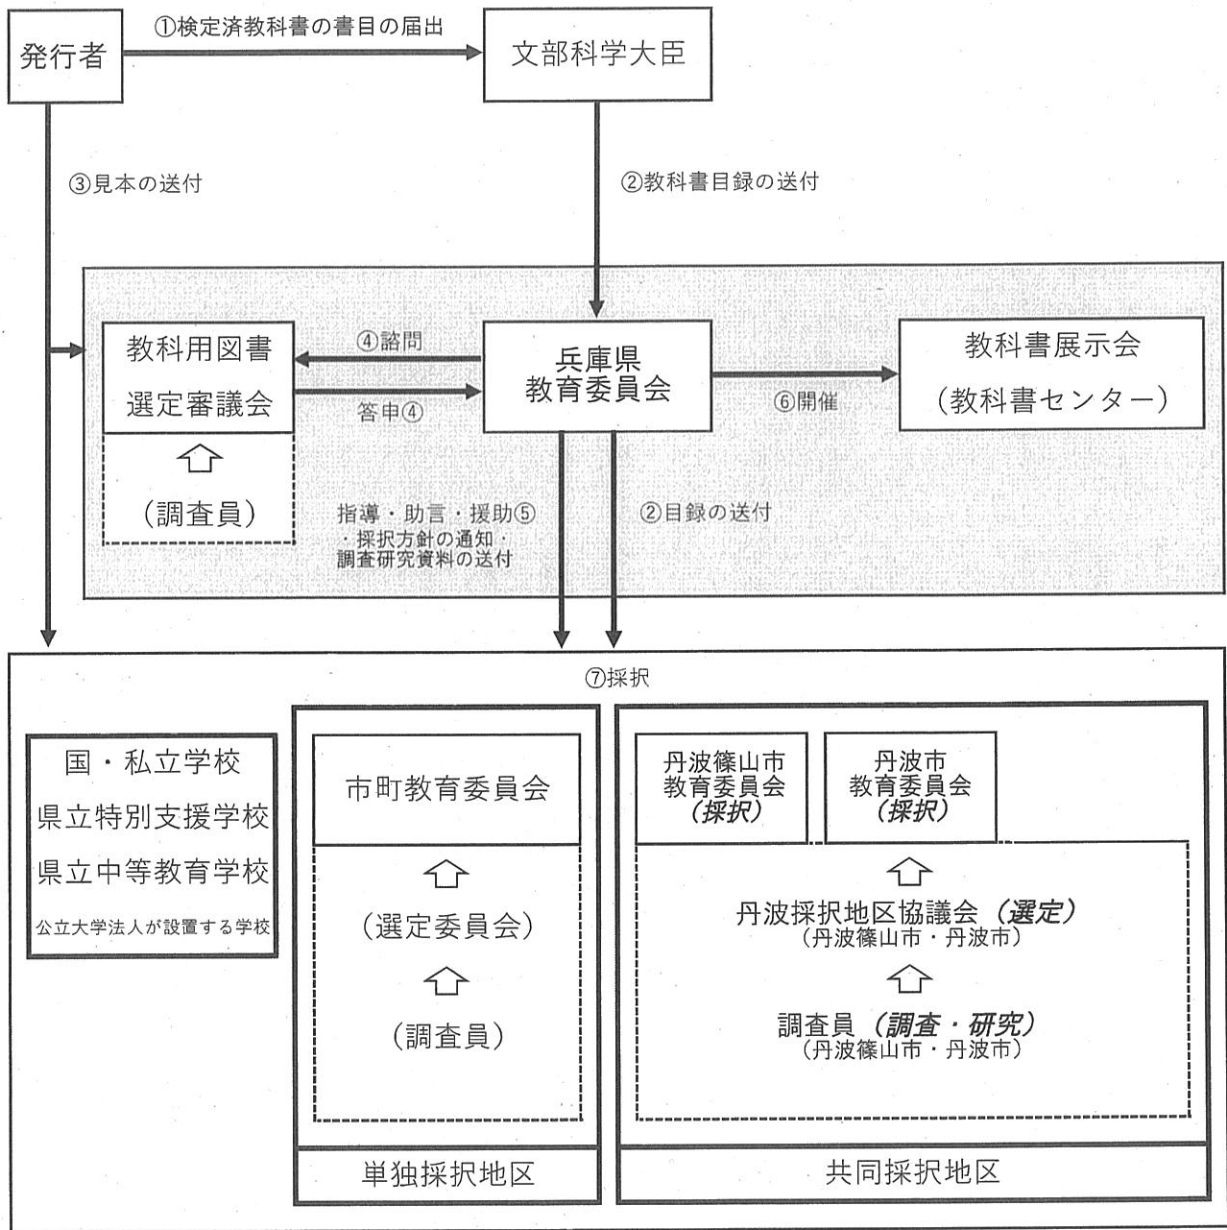 ①検定済教科書の書目の届出
発行者
文部科学大臣
③見本の送付
②教科書目録の送付
教科用図書
選定審議会
(調査員)
④諮問
答申④
兵庫県
教育委員会
⑥開催
教科書展示会
(教科書センター)
指導・助言・援助⑤
・採択方針の通知・
調査研究資料の送付
②目録の送付
⑦採択
国・私立学校
県立特別支援学校
県立中等教育学校
公立大学法人が設置する学校
市町教育委員会
(選定委員会)
(調査員)
単独採択地区
丹波篠山市
教育委員会
(採択)
丹波市
教育委員会
(採択)
丹波採択地区協議会 (選定)
(丹波篠山市・丹波市)
調査員 (調査・研究)
(丹波篠山市・丹波市)
共同採択地区